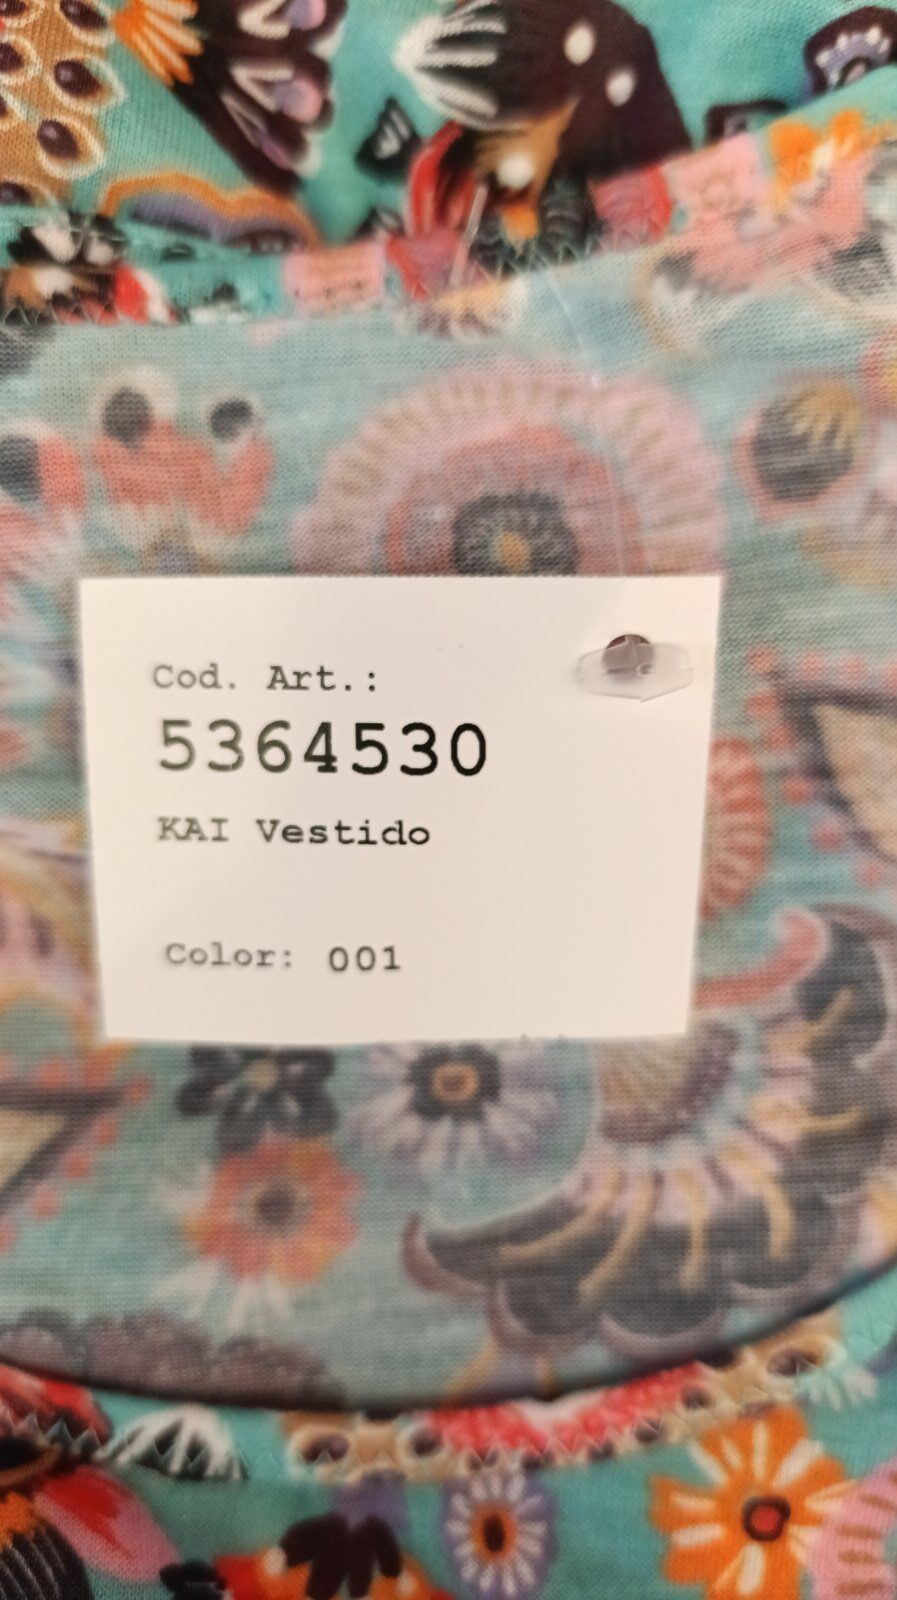 Cod. Art.:
5364530
KAI Vestido
Color: 001